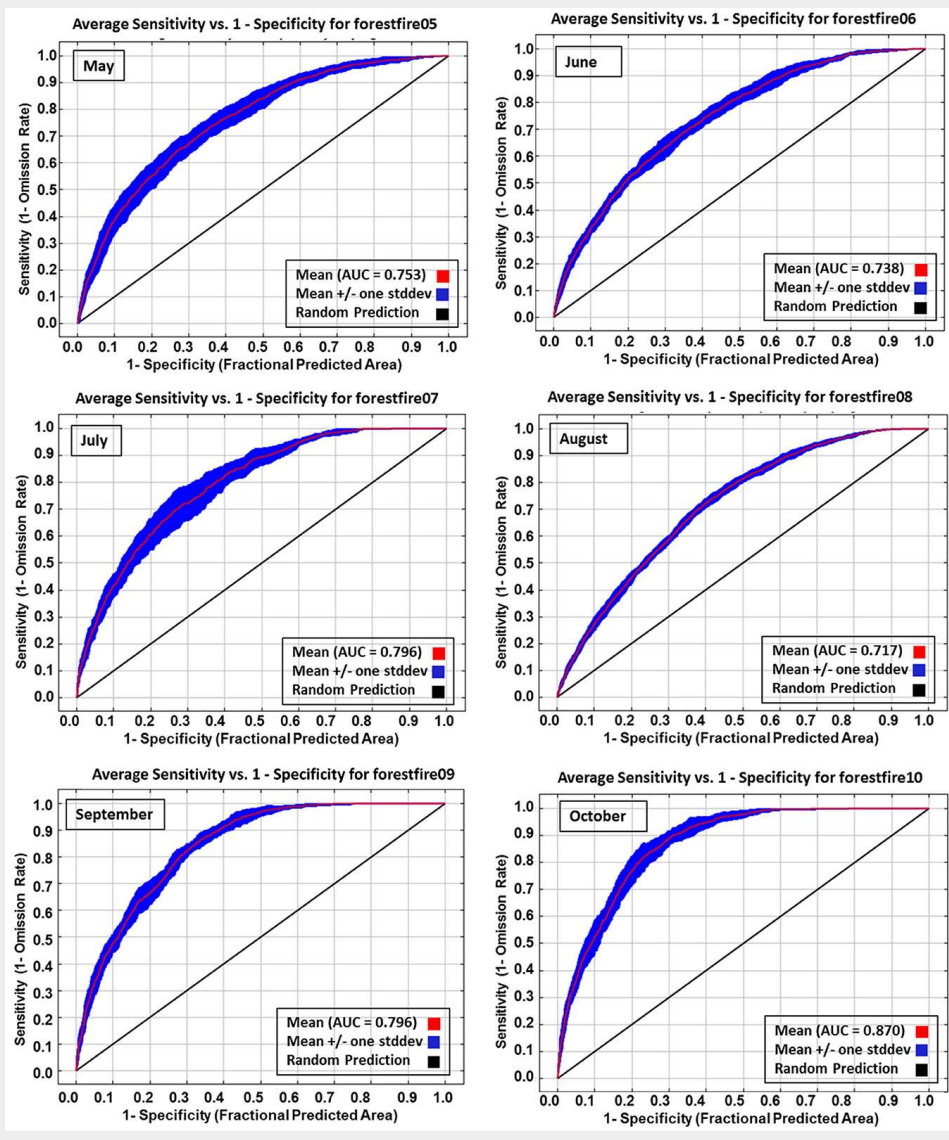 Average Sensitivity vs. 1 - Specificity for forestfire05
May
Sensitivity (1- Omission Rate)
1.0
0.9
0.8
0.7
0.6
0.5
0.4
0.3
0.2
0.1
0.0
Mean (AUC = 0.753)
Mean +/- one stddev
Random Prediction
0.0 0.1 0.2 0.3 0.4 0.5 0.6 0.7 0.8 0.9 1.0
1- Specificity (Fractional Predicted Area)
Average Sensitivity vs. 1 - Specificity for forestfire06
June
Sensitivity (1- Omission Rate)
1.0
0.9
0.8
0.7
0.6
0.5
0.4
0.3
0.2
0.1
0.0
Mean (AUC = 0.738)
Mean +/- one stddev
Random Prediction
0.0 0.1 0.2 0.3 0.4 0.5 0.6 0.7 0.8 0.9 1.0
1- Specificity (Fractional Predicted Area)
Average Sensitivity vs. 1 - Specificity for forestfire07
July
Sensitivity (1- Omission Rate)
1.0
0.9
0.8
0.7
0.6
0.5
0.4
0.3
0.2
0.1
0.0
Mean (AUC = 0.796)
Mean +/- one stddev
Random Prediction
0.0 0.1 0.2 0.3 0.4 0.5 0.6 0.7 0.8 0.9 1.0
1- Specificity (Fractional Predicted Area)
Average Sensitivity vs. 1 - Specificity for forestfire08
August
Sensitivity (1- Omission Rate)
1.0
0.9
0.8
0.7
0.6
0.5
0.4
0.3
0.2
0.1
0.0
Mean (AUC = 0.717)
Mean +/- one stddev
Random Prediction
0.0 0.1 0.2 0.3 0.4 0.5 0.6 0.7 0.8 0.9 1.0
1- Specificity (Fractional Predicted Area)
Average Sensitivity vs. 1 - Specificity for forestfire09
September
Sensitivity (1- Omission Rate)
1.0
0.9
0.8
0.7
0.6
0.5
0.4
0.3
0.2
0.1
0.0
Mean (AUC = 0.796)
Mean +/- one stddev
Random Prediction
0.0 0.1 0.2 0.3 0.4 0.5 0.6 0.7 0.8 0.9 1.0
1- Specificity (Fractional Predicted Area)
Average Sensitivity vs. 1 - Specificity for forestfire10
October
Sensitivity (1- Omission Rate)
1.0
0.9
0.8
0.7
0.6
0.5
0.4
0.3
0.2
0.1
0.0
Mean (AUC = 0.870)
Mean +/- one stddev
Random Prediction
0.0 0.1 0.2 0.3 0.4 0.5 0.6 0.7 0.8 0.9 1.0
1- Specificity (Fractional Predicted Area)